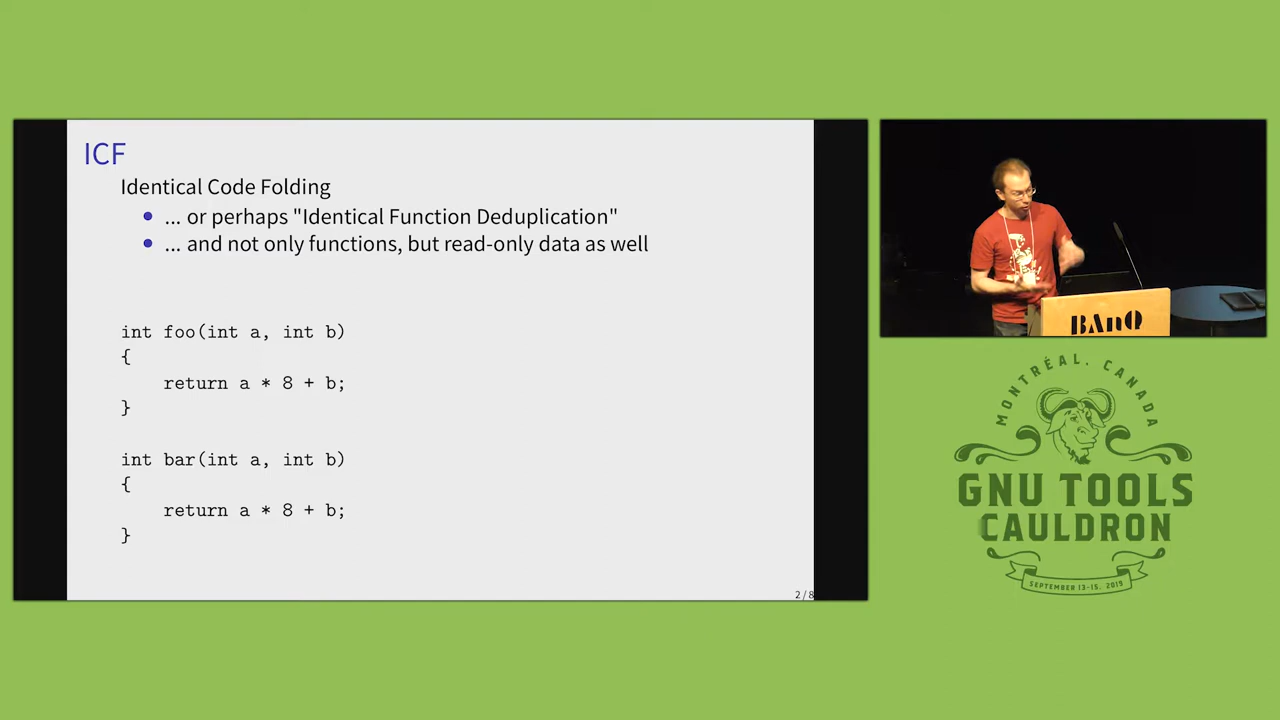 ICF
Identical Code Folding
... or perhaps "Identical Function Deduplication"
... and not only functions, but read-only data as well
int foo(int a, int b)
{
return a * 8 + b;
}
int bar(int a, int b)
{
return a * 8 + b;
}
2 / 8
BAnQ
MONTRÉAL, CANADA
GNU TOOLS
CAULDRON
SEPTEMBER 13-15, 2019